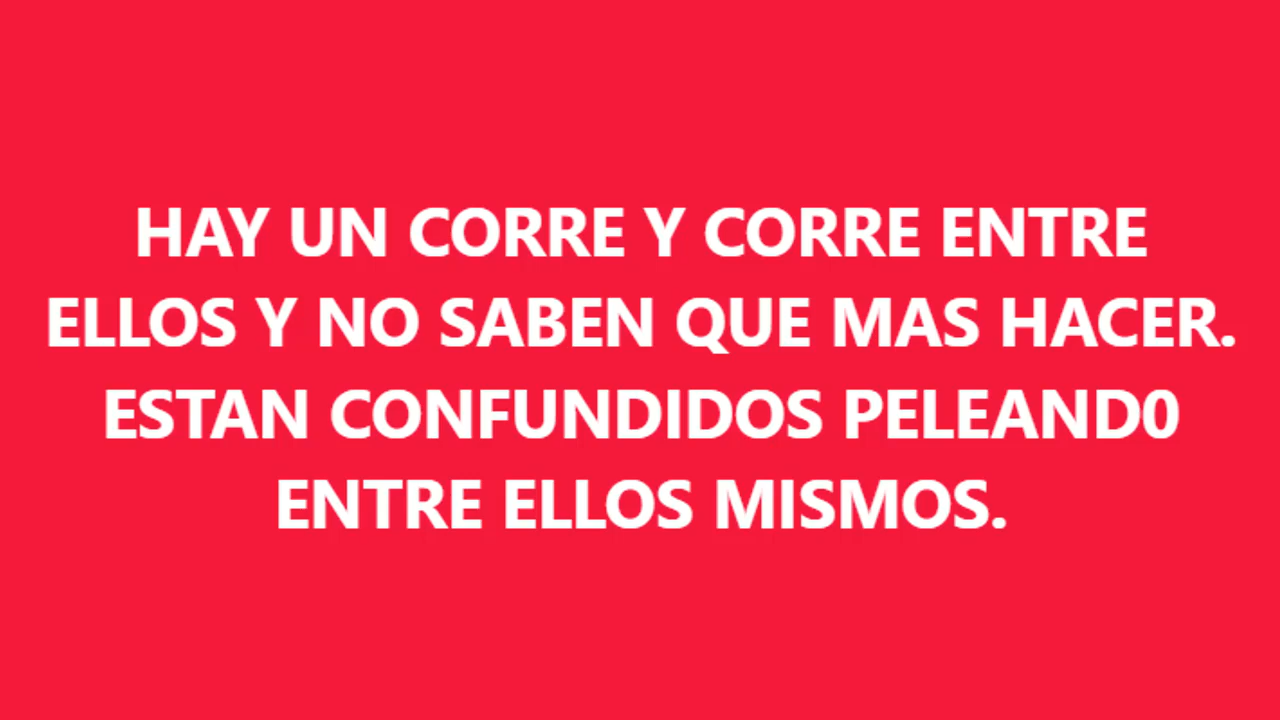 HAY UN CORRE Y CORRE ENTRE
ELLOS Y NO SABEN QUE MAS HACER.
ESTAN CONFUNDIDOS PELEAND0
ENTRE ELLOS MISMOS.